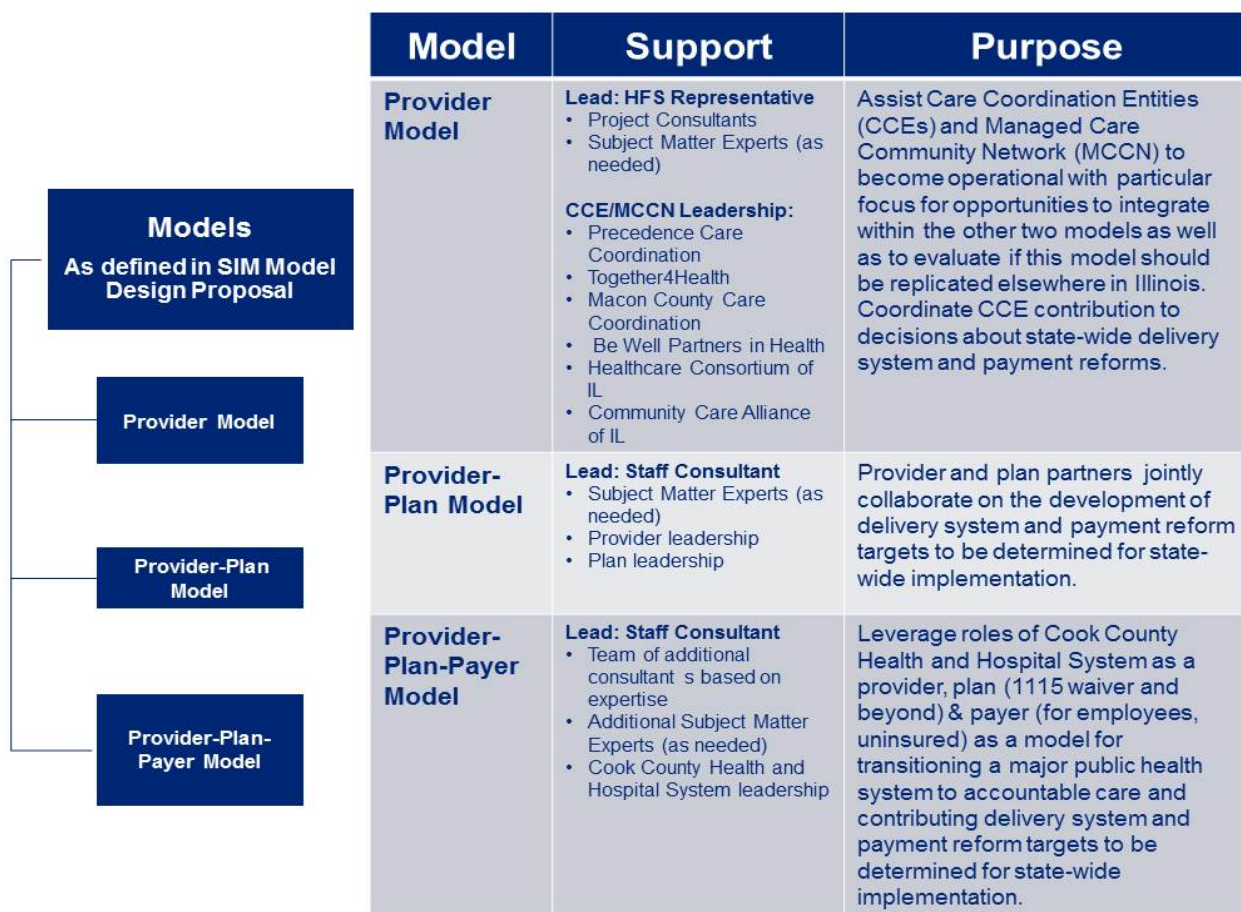 Models
As defined in SIM Model
Design Proposal
Provider Model
Provider-Plan
Model
Provider-Plan-
Payer Model
Model
Support
Purpose
Provider
Model
Lead: HFS Representative
• Project Consultants
• Subject Matter Experts (as
needed)
CCE/MCCN Leadership:
• Precedence Care
Coordination
• Together4Health
• Macon County Care
Coordination
• Be Well Partners in Health
• Healthcare Consortium of
IL
• Community Care Alliance
of IL
Assist Care Coordination Entities
(CCEs) and Managed Care
Community Network (MCCN) to
become operational with particular
focus for opportunities to integrate
within the other two models as well
as to evaluate if this model should
be replicated elsewhere in Illinois.
Coordinate CCE contribution to
decisions about state-wide delivery
system and payment reforms.
Provider-
Plan Model
Lead: Staff Consultant
• Subject Matter Experts (as
needed)
• Provider leadership
• Plan leadership
Provider and plan partners jointly
collaborate on the development of
delivery system and payment reform
targets to be determined for state-
wide implementation.
Provider-
Plan-Payer
Model
Lead: Staff Consultant
• Team of additional
consultant s based on
expertise
• Additional Subject Matter
Experts (as needed)
• Cook County Health and
Hospital System leadership
Leverage roles of Cook County
Health and Hospital System as a
provider, plan (1115 waiver and
beyond) & payer (for employees,
uninsured) as a model for
transitioning a major public health
system to accountable care and
contributing delivery system and
payment reform targets to be
determined for state-wide
implementation.